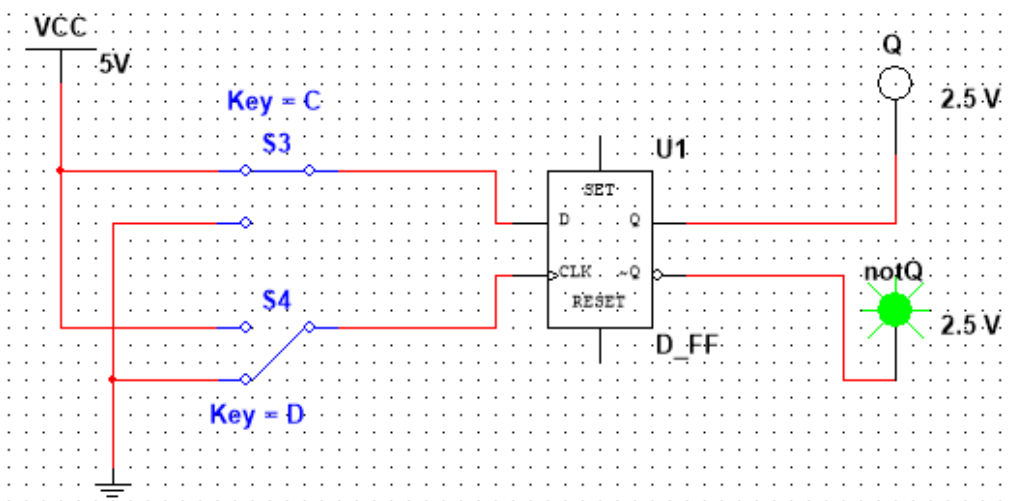 VCC
5V
Key = C
S3
Q
2.5 V
U1
SET
D Q
CLK ~Q
RESET
D_FF
notQ
2.5 V
S4
Key = D